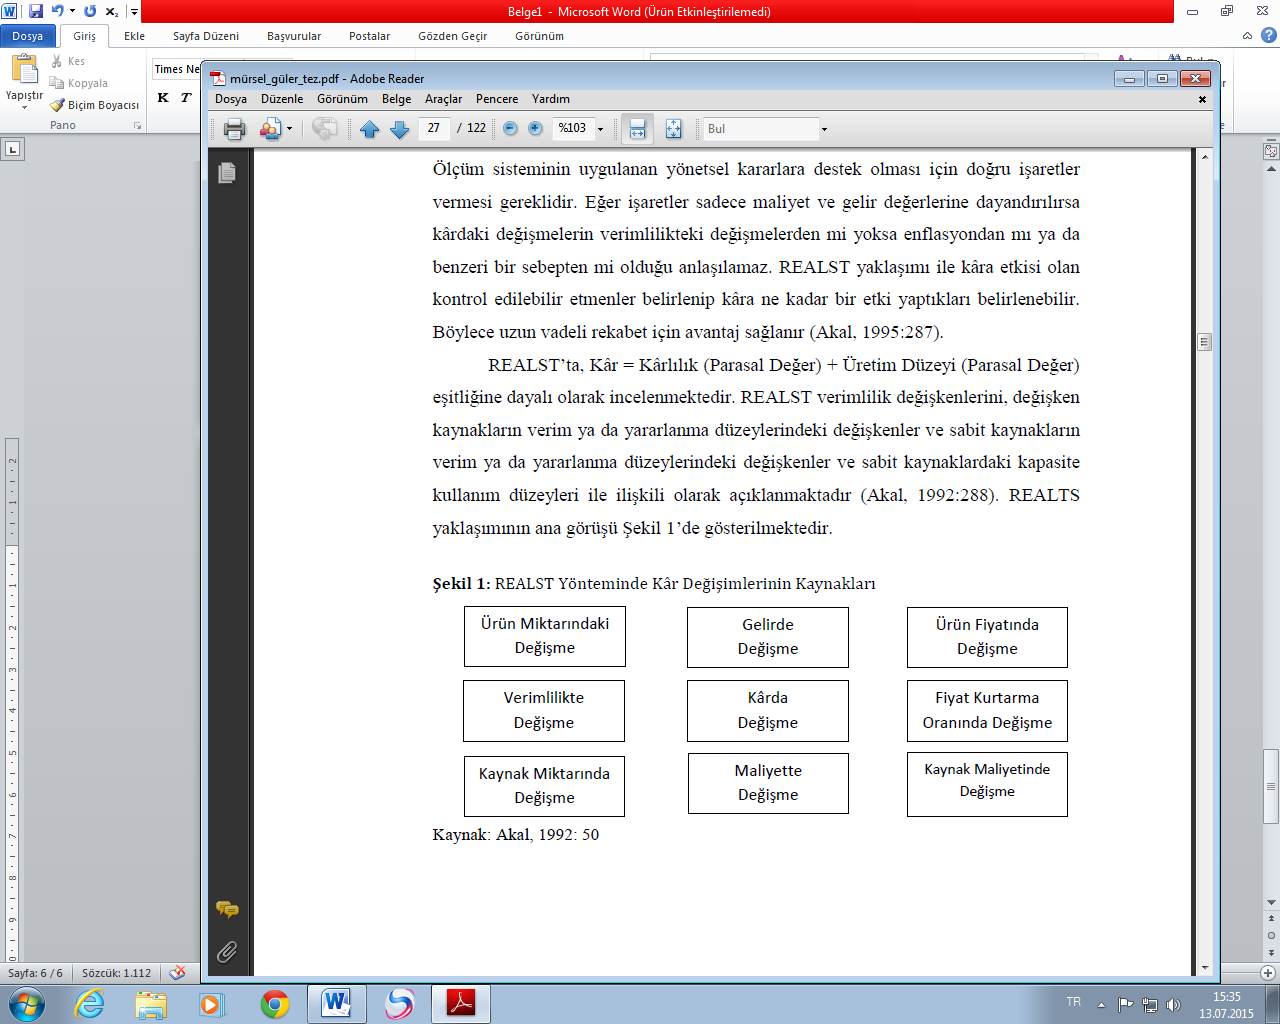 Belge1 - Microsoft Word (Ürün Etkinleştirilemedi)
Dosya Giriş Ekle Sayfa Düzeni Başvurular Postalar Gözden Geçir Görünüm
Yapıştır
Kes
Kopyala
Biçim Boyacısı
Pano
Times Ne
K T
mürsel_güler_tez.pdf - Adobe Reader
Dosya Düzenle Görünüm Belge Araçlar Pencere Yardım
27 / 122 %103 Bul
Ölçüm sisteminin uygulanan yönetsel kararlara destek olması için doğru işaretler
vermesi gereklidir. Eğer işaretler sadece maliyet ve gelir değerlerine dayandırılırsa
kârdaki değişmelerin verimlilikteki değişmelerden mi yoksa enflasyondan mı ya da
benzeri bir sebepten mi olduğu anlaşılamaz. REALST yaklaşımı ile kâra etkisi olan
kontrol edilebilir etmenler belirlenip kâra ne kadar bir etki yaptıkları belirlenebilir.
Böylece uzun vadeli rekabet için avantaj sağlanır (Akal, 1995:287).
REALST’ta, Kâr = Kârlılık (Parasal Değer) + Üretim Düzeyi (Parasal Değer)
eşitliğine dayalı olarak incelenmektedir. REALST verimlilik değişkenlerini, değişken
kaynakların verim ya da yararlanma düzeylerindeki değişkenler ve sabit kaynakların
verim ya da yararlanma düzeylerindeki değişkenler ve sabit kaynaklardaki kapasite
kullanım düzeyleri ile ilişkili olarak açıklanmaktadır (Akal, 1992:288). REALTS
yaklaşımının ana görüşü Şekil 1’de gösterilmektedir.
Şekil 1: REALST Yönteminde Kâr Değişimlerinin Kaynakları
Ürün Miktarındaki
Değişme
Gelirde
Değişme
Ürün Fiyatında
Değişme
Verimlilikte
Değişme
Kârda
Değişme
Fiyat Kurtarma
Oranında Değişme
Kaynak Miktarında
Değişme
Maliyette
Değişme
Kaynak Maliyetinde
Değişme
Kaynak: Akal, 1992: 50
Sayfa: 6 / 6 Sözcük: 1.112
TR
15:35
13.07.2015